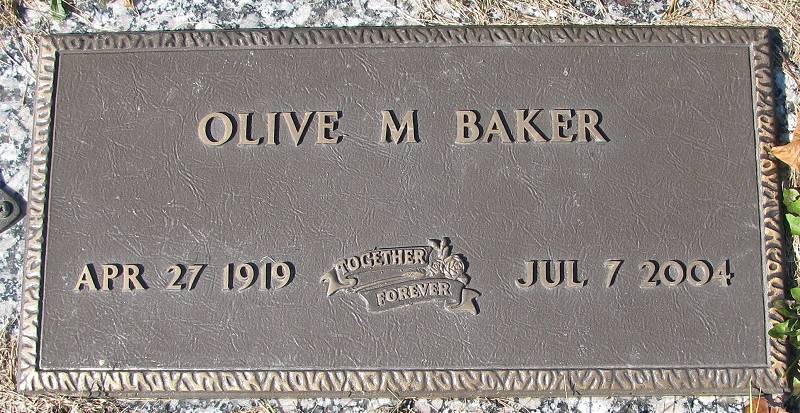 OLIVE M BAKER
APR 27 1919
TOGETHER
FOREVER
JUL 7 2004